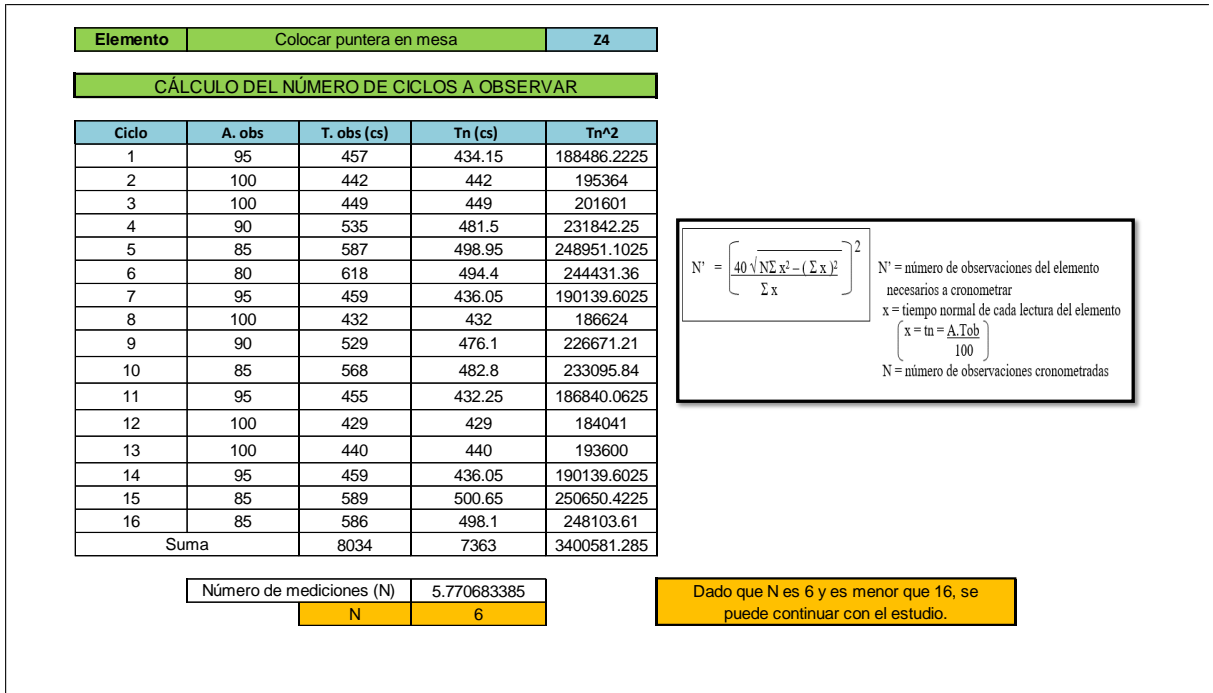 Elemento Colocar puntera en mesa Z4
CÁLCULO DEL NÚMERO DE CICLOS A OBSERVAR
Ciclo A. obs T. obs (cs) Tn (cs) Tn^2
1 95 457 434.15 188486.2225
2 100 442 442 195364
3 100 449 449 201601
4 90 535 481.5 231842.25
5 85 587 498.95 248951.1025
6 80 618 494.4 244431.36
7 95 459 436.05 190139.6025
8 100 432 432 186624
9 90 529 476.1 226671.21
10 85 568 482.8 233095.84
11 95 455 432.25 186840.0625
12 100 429 429 184041
13 100 440 440 193600
14 95 459 436.05 190139.6025
15 85 589 500.65 250650.4225
16 85 586 498.1 248103.61
Suma 8034 7363 3400581.285
N' = ( 40 √ NΣ x² – ( Σ x )² / Σ x )²
N' = número de observaciones del elemento
necesarios a cronometrar
x = tiempo normal de cada lectura del elemento
( x = tn = A.Tob / 100 )
N = número de observaciones cronometradas
Número de mediciones (N) 5.770683385
N 6
Dado que N es 6 y es menor que 16, se
puede continuar con el estudio.